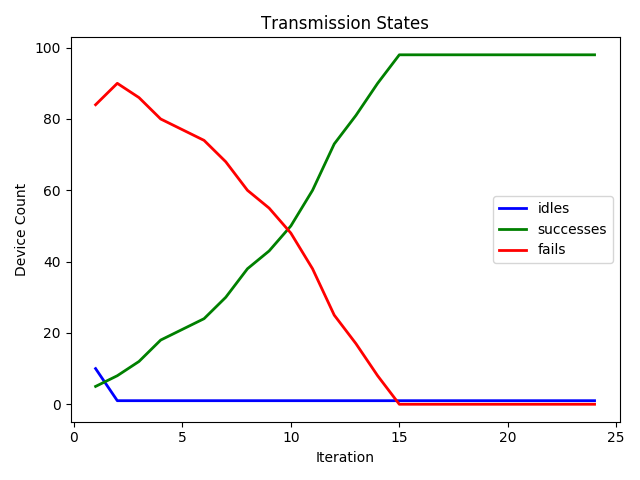 Transmission States
Device Count
100
80
60
40
20
0
idles
successes
fails
0 5 10 15 20 25
Iteration